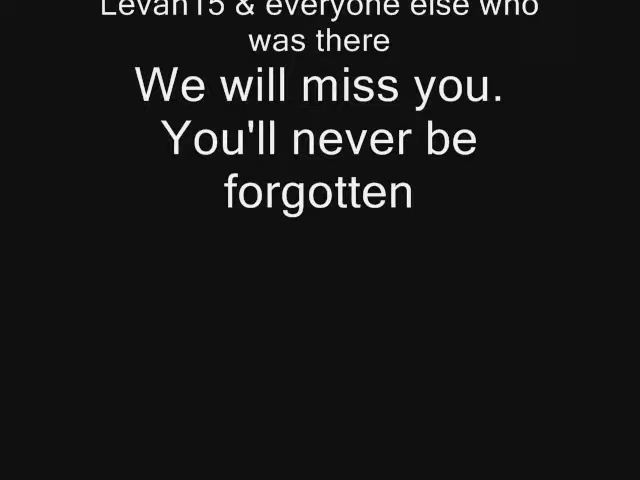 Levan15 & everyone else who
was there
We will miss you.
You'll never be
forgotten